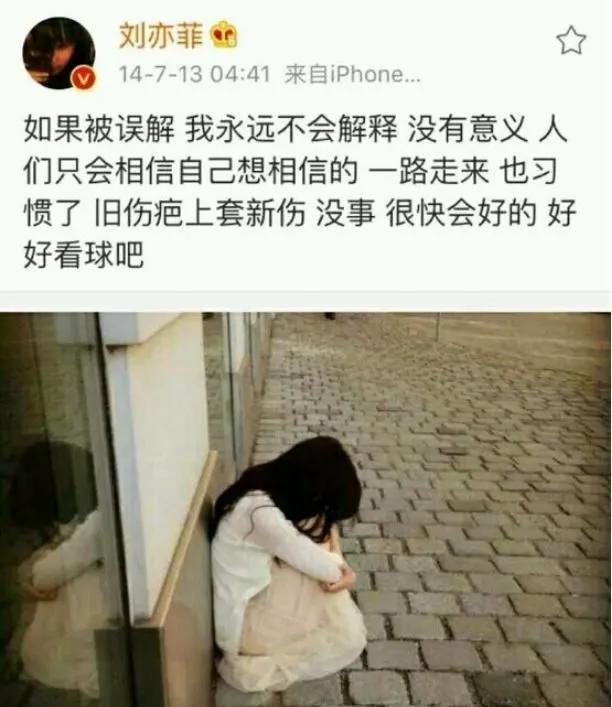 刘亦菲
14-7-13 04:41 来自iPhone...
如果被误解 我永远不会解释 没有意义 人
们只会相信自己想相信的 一路走来 也习
惯了 旧伤疤上套新伤 没事 很快会好的 好
好看球吧